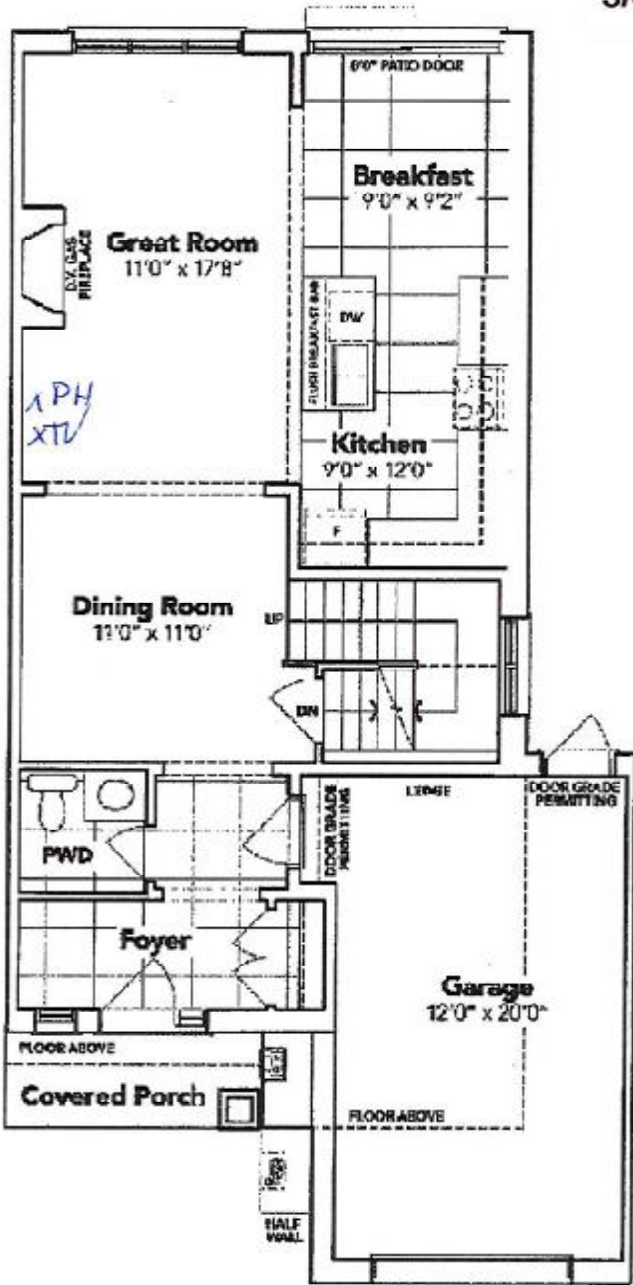 6'0" PATIO DOOR
Breakfast
9'0" x 9'2"
Great Room
11'0" x 17'8"
D.V. GAS
FIREPLACE
FLUSH BREAKFAST BAR
DW
1 PH
XTV
Kitchen
9'0" x 12'0"
F
Dining Room
11'0" x 11'0"
UP
DN
PWD
DOOR GRADE
PERMITTING
LEDGE
DOOR GRADE
PERMITTING
Foyer
Garage
12'0" x 20'0"
FLOOR ABOVE
Covered Porch
FLOOR ABOVE
HALF
WALL